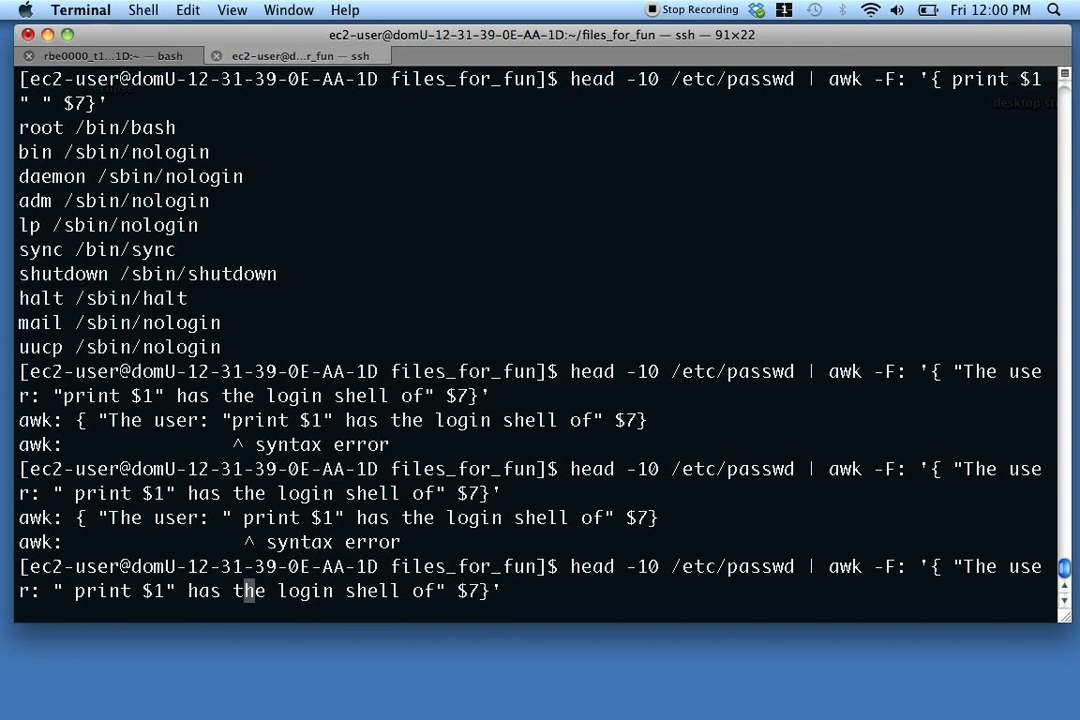 Terminal Shell Edit View Window Help Stop Recording 1 Fri 12:00 PM
ec2-user@domU-12-31-39-0E-AA-1D:~/files_for_fun — ssh — 91×22
rbe0000_t1...1D:~ — bash ec2-user@d...r_fun — ssh
[ec2-user@domU-12-31-39-0E-AA-1D files_for_fun]$ head -10 /etc/passwd | awk -F: '{ print $1
" " $7}'
root /bin/bash
bin /sbin/nologin
daemon /sbin/nologin
adm /sbin/nologin
lp /sbin/nologin
sync /bin/sync
shutdown /sbin/shutdown
halt /sbin/halt
mail /sbin/nologin
uucp /sbin/nologin
[ec2-user@domU-12-31-39-0E-AA-1D files_for_fun]$ head -10 /etc/passwd | awk -F: '{ "The use
r: "print $1" has the login shell of" $7}'
awk: { "The user: "print $1" has the login shell of" $7}
awk:                ^ syntax error
[ec2-user@domU-12-31-39-0E-AA-1D files_for_fun]$ head -10 /etc/passwd | awk -F: '{ "The use
r: " print $1" has the login shell of" $7}'
awk: { "The user: " print $1" has the login shell of" $7}
awk:                 ^ syntax error
[ec2-user@domU-12-31-39-0E-AA-1D files_for_fun]$ head -10 /etc/passwd | awk -F: '{ "The use
r: " print $1" has the login shell of" $7}'